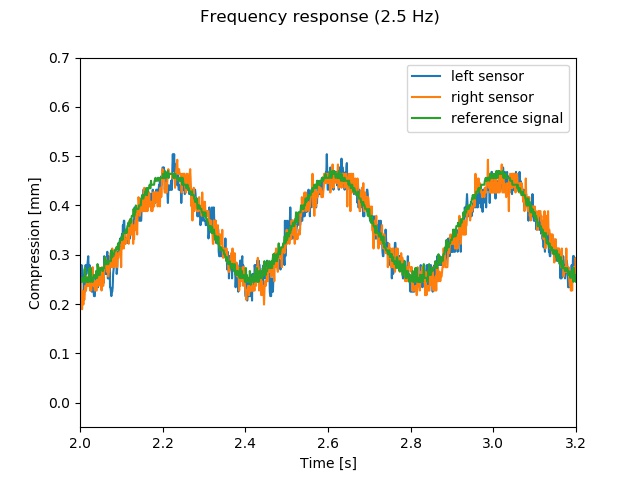 Frequency response (2.5 Hz)
left sensor
right sensor
reference signal
Compression [mm]
0.7
0.6
0.5
0.4
0.3
0.2
0.1
0.0
2.0 2.2 2.4 2.6 2.8 3.0 3.2
Time [s]